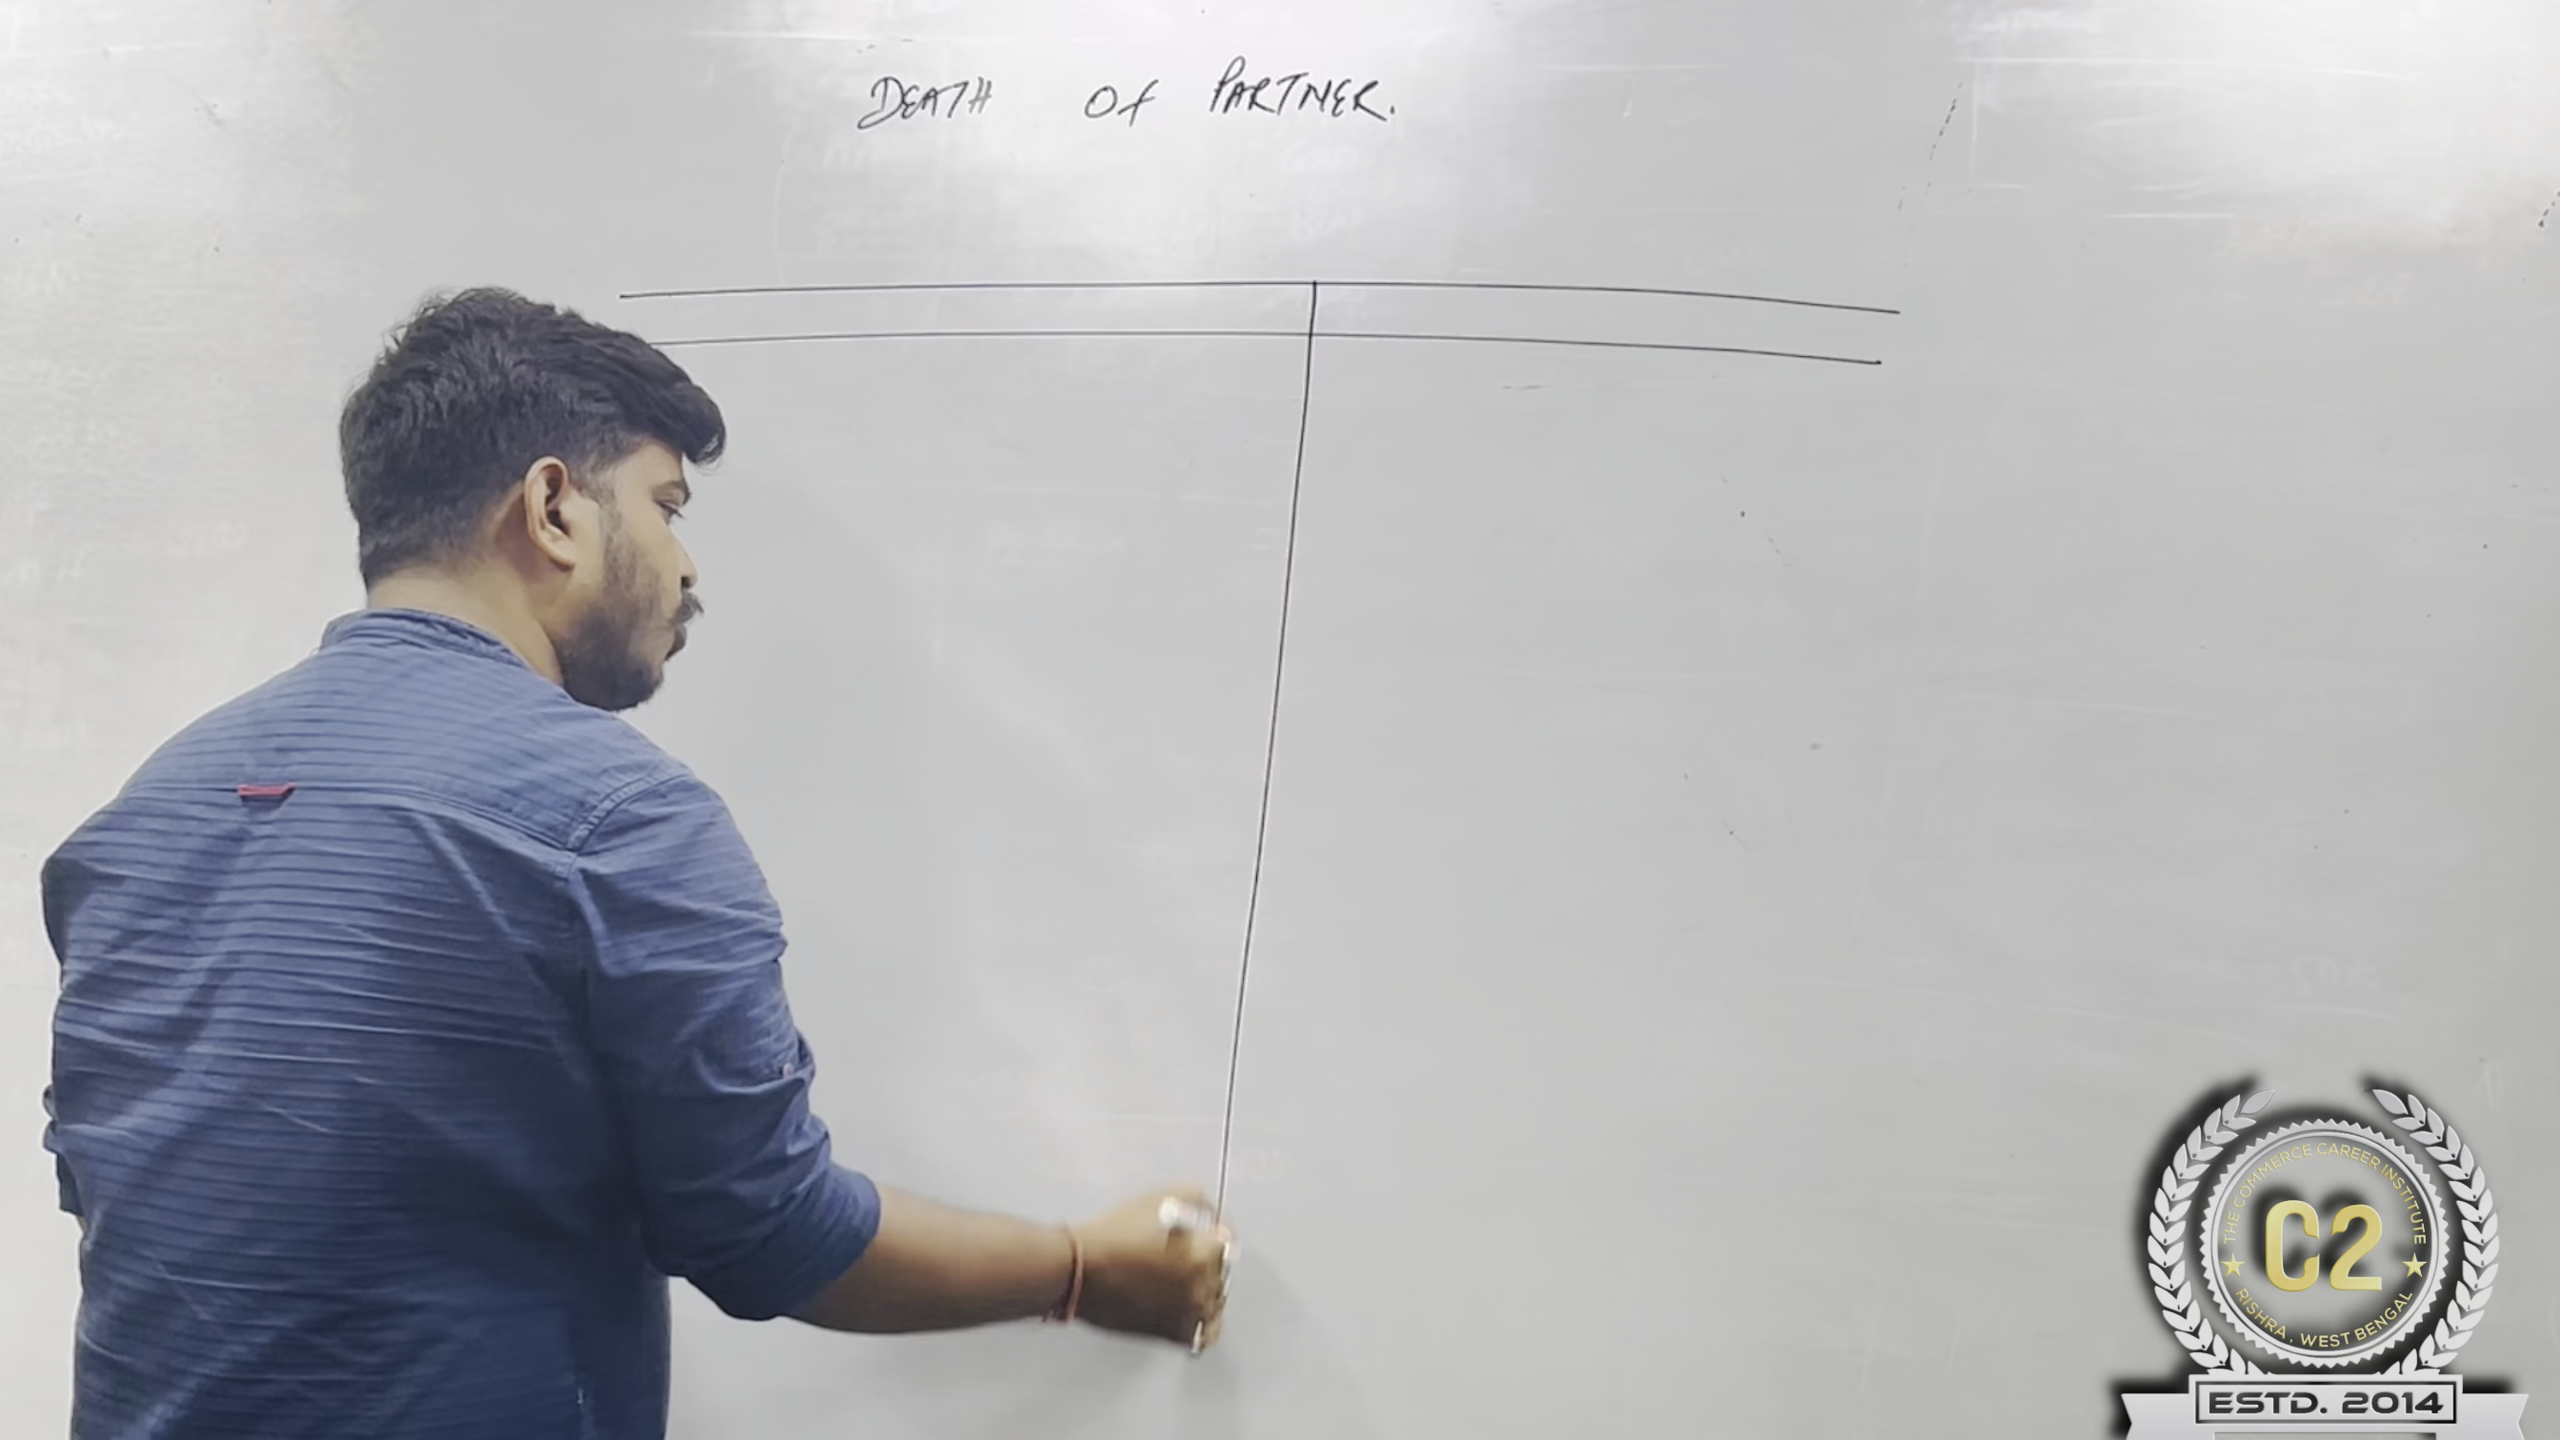 DEATH OF PARTNER.
THE COMMERCE CAREER INSTITUTE
C2
RISHRA, WEST BENGAL
ESTD. 2014